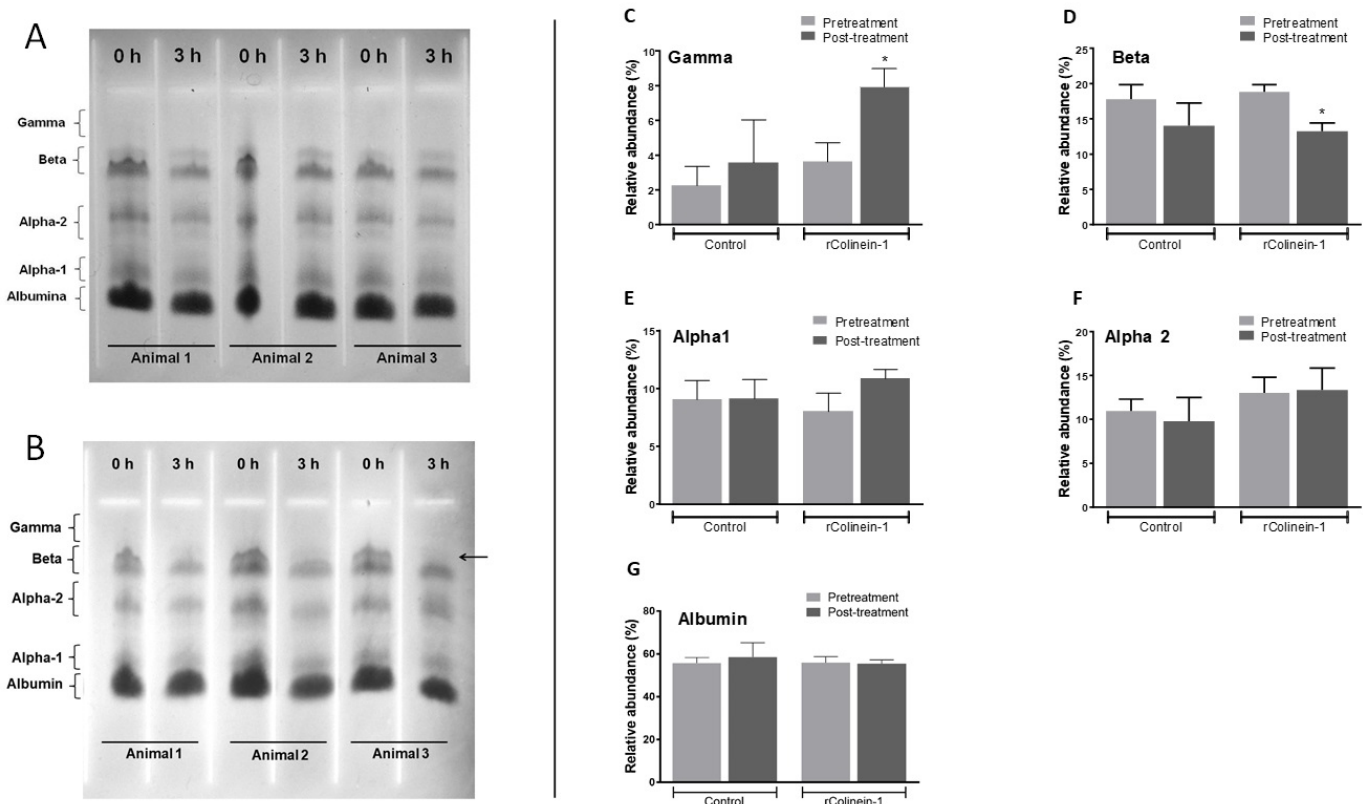 A
0 h 3 h 0 h 3 h 0 h 3 h
Gamma
Beta
Alpha-2
Alpha-1
Albumina
Animal 1 Animal 2 Animal 3
B
0 h 3 h 0 h 3 h 0 h 3 h
Gamma
Beta
Alpha-2
Alpha-1
Albumin
Animal 1 Animal 2 Animal 3
C
Pretreatment
Post-treatment
Gamma
Relative abundance (%)
10
8
6
4
2
0
*
Control rColinein-1
D
Pretreatment
Post-treatment
Beta
Relative abundance (%)
25
20
15
10
5
0
*
Control rColinein-1
E
Pretreatment
Post-treatment
Alpha1
Relative abundance (%)
15
10
5
0
Control rColinein-1
F
Pretreatment
Post-treatment
Alpha 2
Relative abundance (%)
20
15
10
5
0
Control rColinein-1
G
Pretreatment
Post-treatment
Albumin
Relative abundance (%)
80
60
40
20
0
Control rColinein-1